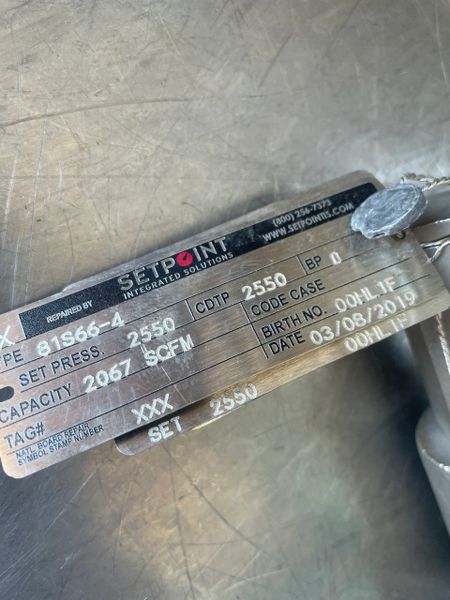 REPAIRED BY SETPOINT (800) 256-7373
INTEGRATED SOLUTIONS WWW.SETPOINTIS.COM
X
PE 81S66-4
SET PRESS. 2550 CDTP 2550 BP 0
CAPACITY 2067 SCFM CODE CASE
BIRTH NO. 00HL1F
TAG# XXX DATE 03/08/2019
NATL BOARD REPAIR
SYMBOL STAMP NUMBER
SET 2550 00HL1F